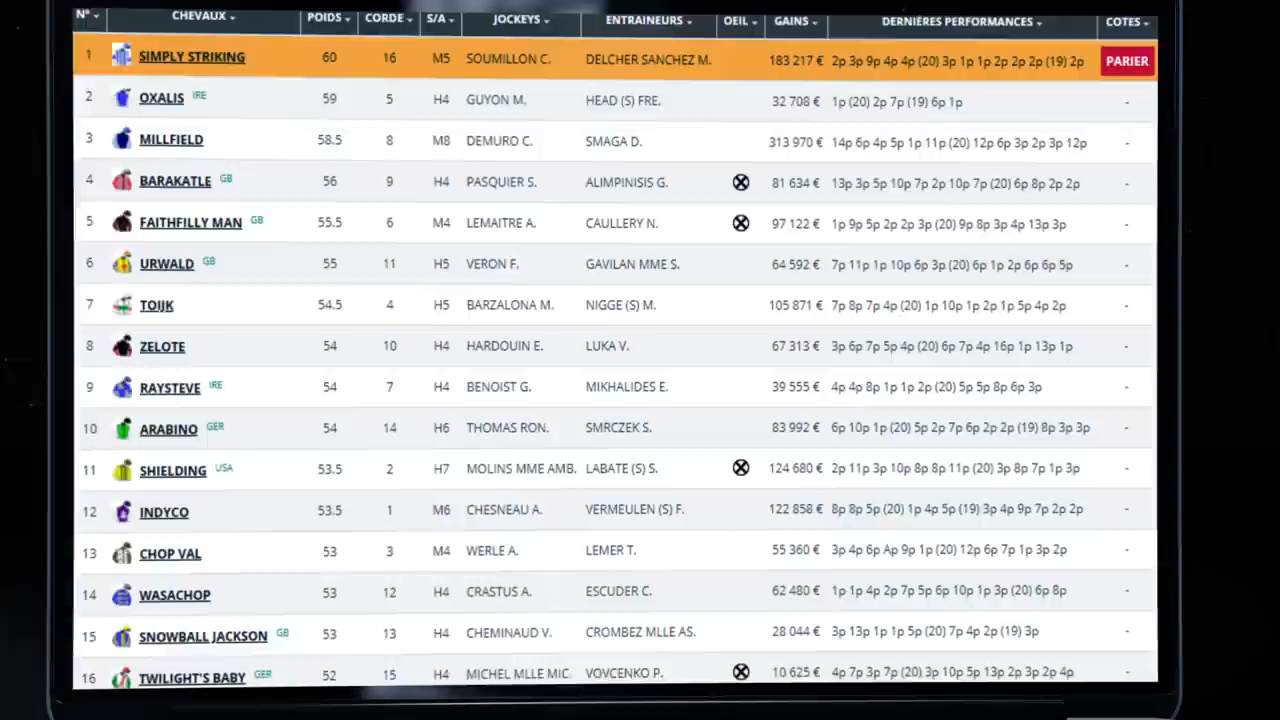 N° CHEVAUX POIDS CORDE S/A JOCKEYS ENTRAINEURS OEIL GAINS DERNIÈRES PERFORMANCES COTES
1 SIMPLY STRIKING 60 16 M5 SOUMILLON C. DELCHER SANCHEZ M. 183 217 € 2p 3p 9p 4p 4p (20) 3p 1p 1p 2p 2p 2p (19) 2p PARIER
2 OXALIS IRE 59 5 H4 GUYON M. HEAD (S) FRE. 32 708 € 1p (20) 2p 7p (19) 6p 1p -
3 MILLFIELD 58.5 8 M8 DEMURO C. SMAGA D. 313 970 € 14p 6p 4p 5p 1p 11p (20) 12p 6p 3p 2p 3p 12p -
4 BARAKATLE GB 56 9 H4 PASQUIER S. ALIMPINISIS G. 81 634 € 13p 3p 5p 10p 7p 2p 10p 7p (20) 6p 8p 2p 2p -
5 FAITHFILLY MAN GB 55.5 6 M4 LEMAITRE A. CAULLERY N. 97 122 € 1p 9p 5p 2p 2p 3p (20) 9p 8p 3p 4p 13p 3p -
6 URWALD GB 55 11 H5 VERON F. GAVILAN MME S. 64 592 € 7p 11p 1p 10p 6p 3p (20) 6p 1p 2p 6p 6p 5p -
7 TOIJK 54.5 4 H5 BARZALONA M. NIGGE (S) M. 105 871 € 7p 8p 7p 4p (20) 1p 10p 1p 2p 1p 5p 4p 2p -
8 ZELOTE 54 10 H4 HARDOUIN E. LUKA V. 67 313 € 3p 6p 7p 5p 4p (20) 6p 7p 4p 16p 1p 13p 1p -
9 RAYSTEVE IRE 54 7 H4 BENOIST G. MIKHALIDES E. 39 555 € 4p 4p 8p 1p 1p 2p (20) 5p 5p 8p 6p 3p -
10 ARABINO GER 54 14 H6 THOMAS RON. SMRCZEK S. 83 992 € 6p 10p 1p (20) 5p 2p 7p 6p 2p 2p (19) 8p 3p 3p -
11 SHIELDING USA 53.5 2 H7 MOLINS MME AMB. LABATE (S) S. 124 680 € 2p 11p 3p 10p 8p 8p 11p (20) 3p 8p 7p 1p 3p -
12 INDYCO 53.5 1 M6 CHESNEAU A. VERMEULEN (S) F. 122 858 € 8p 8p 5p (20) 1p 4p 5p (19) 3p 4p 9p 7p 2p 2p -
13 CHOP VAL 53 3 M4 WERLE A. LEMER T. 55 360 € 3p 4p 6p Ap 9p 1p (20) 12p 6p 7p 1p 3p 2p -
14 WASACHOP 53 12 H4 CRASTUS A. ESCUDER C. 62 480 € 1p 1p 4p 2p 7p 5p 6p 10p 1p 3p (20) 6p 8p -
15 SNOWBALL JACKSON GB 53 13 H4 CHEMINAUD V. CROMBEZ MLLE AS. 28 044 € 3p 13p 1p 1p 5p (20) 7p 4p 2p (19) 3p -
16 TWILIGHT'S BABY GER 52 15 H4 MICHEL MLLE MIC. VOVCENKO P. 10 625 € 4p 7p 3p 7p (20) 3p 10p 5p 13p 2p 3p 2p 4p -